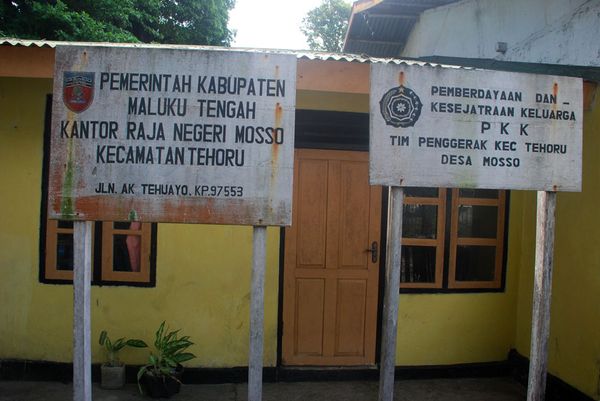 PEMERINTAH KABUPATEN
MALUKU TENGAH
KANTOR RAJA NEGERI MOSSO
KECAMATAN TEHORU
JLN. AK TEHUAYO. KP.97553
PEMBERDAYAAN DAN
KESEJATRAAN KELUARGA
PKK
TIM PENGGERAK KEC TEHORU
DESA MOSSO